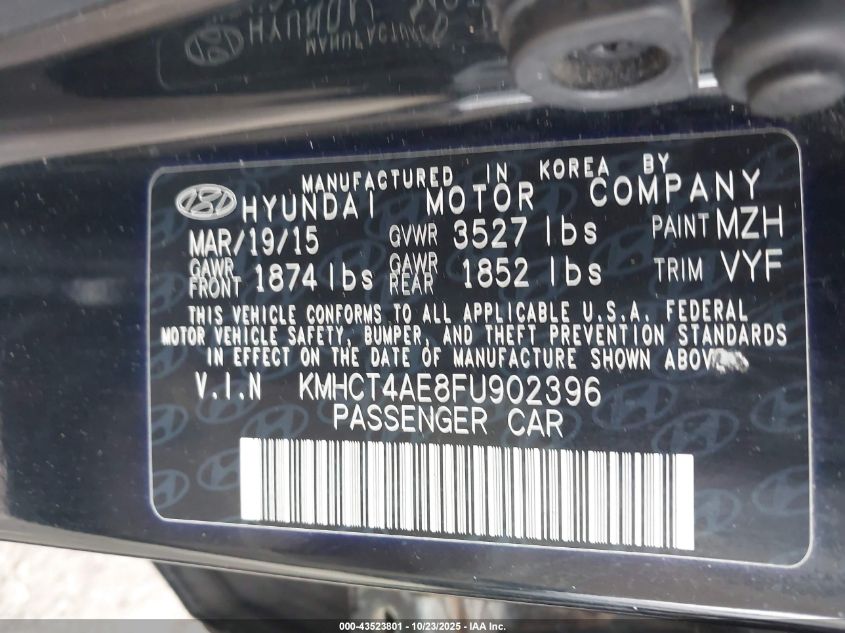 MANUFACTURED IN KOREA BY
HYUNDAI MOTOR COMPANY
MAR/19/15 GVWR 3527 lbs PAINT MZH
GAWR FRONT 1874 lbs GAWR REAR 1852 lbs TRIM VYF
THIS VEHICLE CONFORMS TO ALL APPLICABLE U.S.A. FEDERAL
MOTOR VEHICLE SAFETY, BUMPER, AND THEFT PREVENTION STANDARDS
IN EFFECT ON THE DATE OF MANUFACTURE SHOWN ABOVE.
V.I.N KMHCT4AE8FU902396
PASSENGER CAR
000-43523801 - 10/23/2025 - IAA Inc.